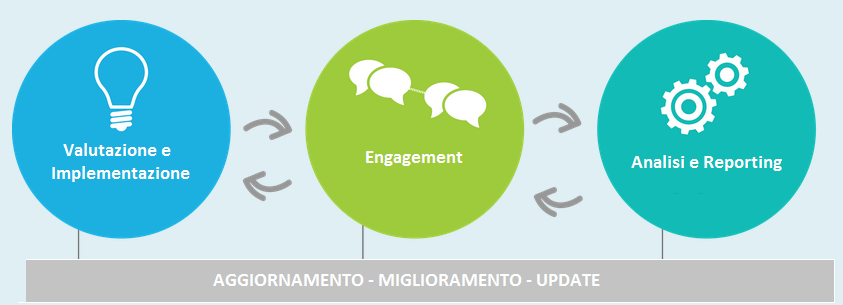 Valutazione e
Implementazione
Engagement
Analisi e Reporting
AGGIORNAMENTO - MIGLIORAMENTO - UPDATE